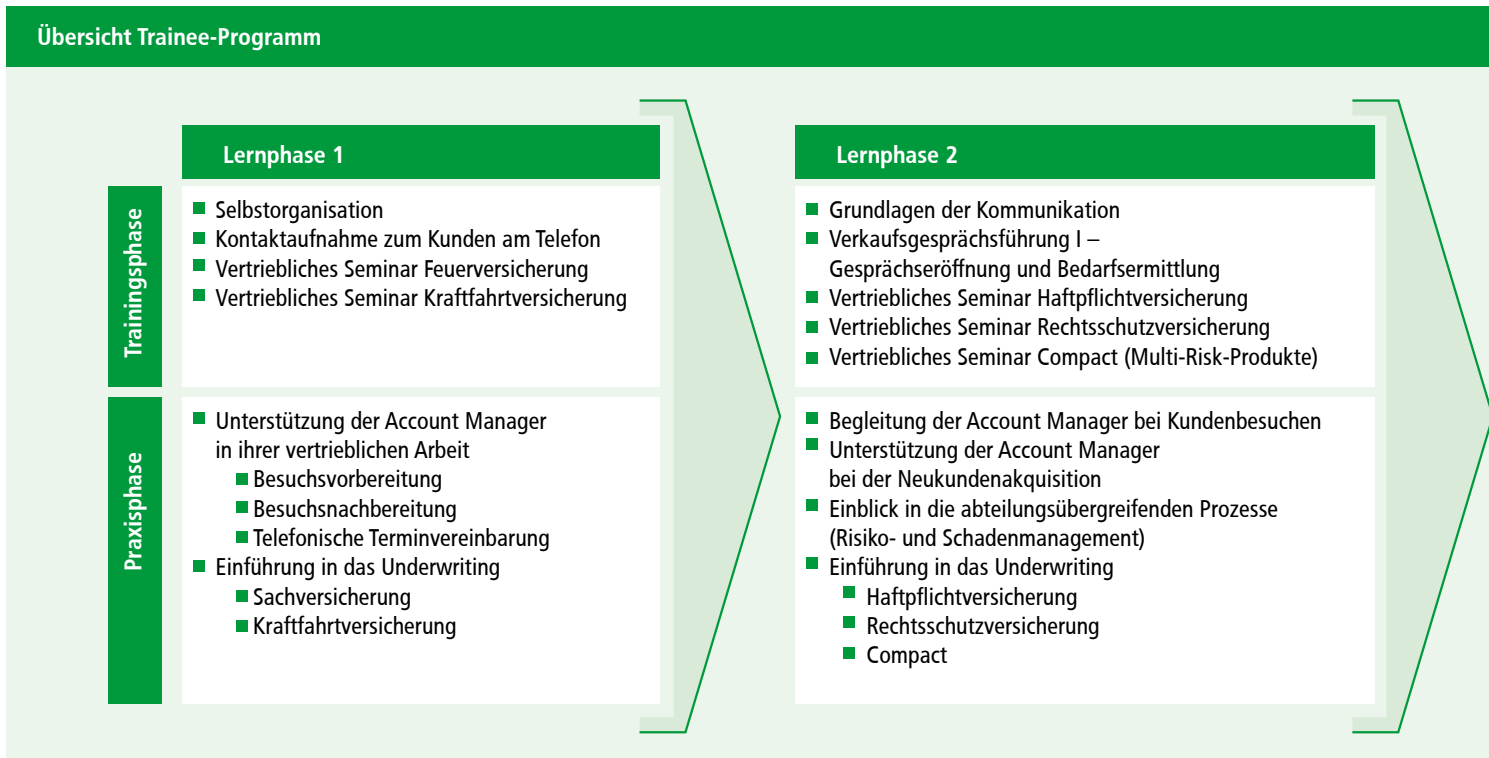 Übersicht Trainee-Programm
Lernphase 1
Trainingsphase
Selbstorganisation
Kontaktaufnahme zum Kunden am Telefon
Vertriebliches Seminar Feuerversicherung
Vertriebliches Seminar Kraftfahrtversicherung
Praxisphase
Unterstützung der Account Manager
in ihrer vertrieblichen Arbeit
Besuchsvorbereitung
Besuchsnachbereitung
Telefonische Terminvereinbarung
Einführung in das Underwriting
Sachversicherung
Kraftfahrtversicherung
Lernphase 2
Grundlagen der Kommunikation
Verkaufsgesprächsführung I –
Gesprächseröffnung und Bedarfsermittlung
Vertriebliches Seminar Haftpflichtversicherung
Vertriebliches Seminar Rechtsschutzversicherung
Vertriebliches Seminar Compact (Multi-Risk-Produkte)
Begleitung der Account Manager bei Kundenbesuchen
Unterstützung der Account Manager
bei der Neukundenakquisition
Einblick in die abteilungsübergreifenden Prozesse
(Risiko- und Schadenmanagement)
Einführung in das Underwriting
Haftpflichtversicherung
Rechtsschutzversicherung
Compact